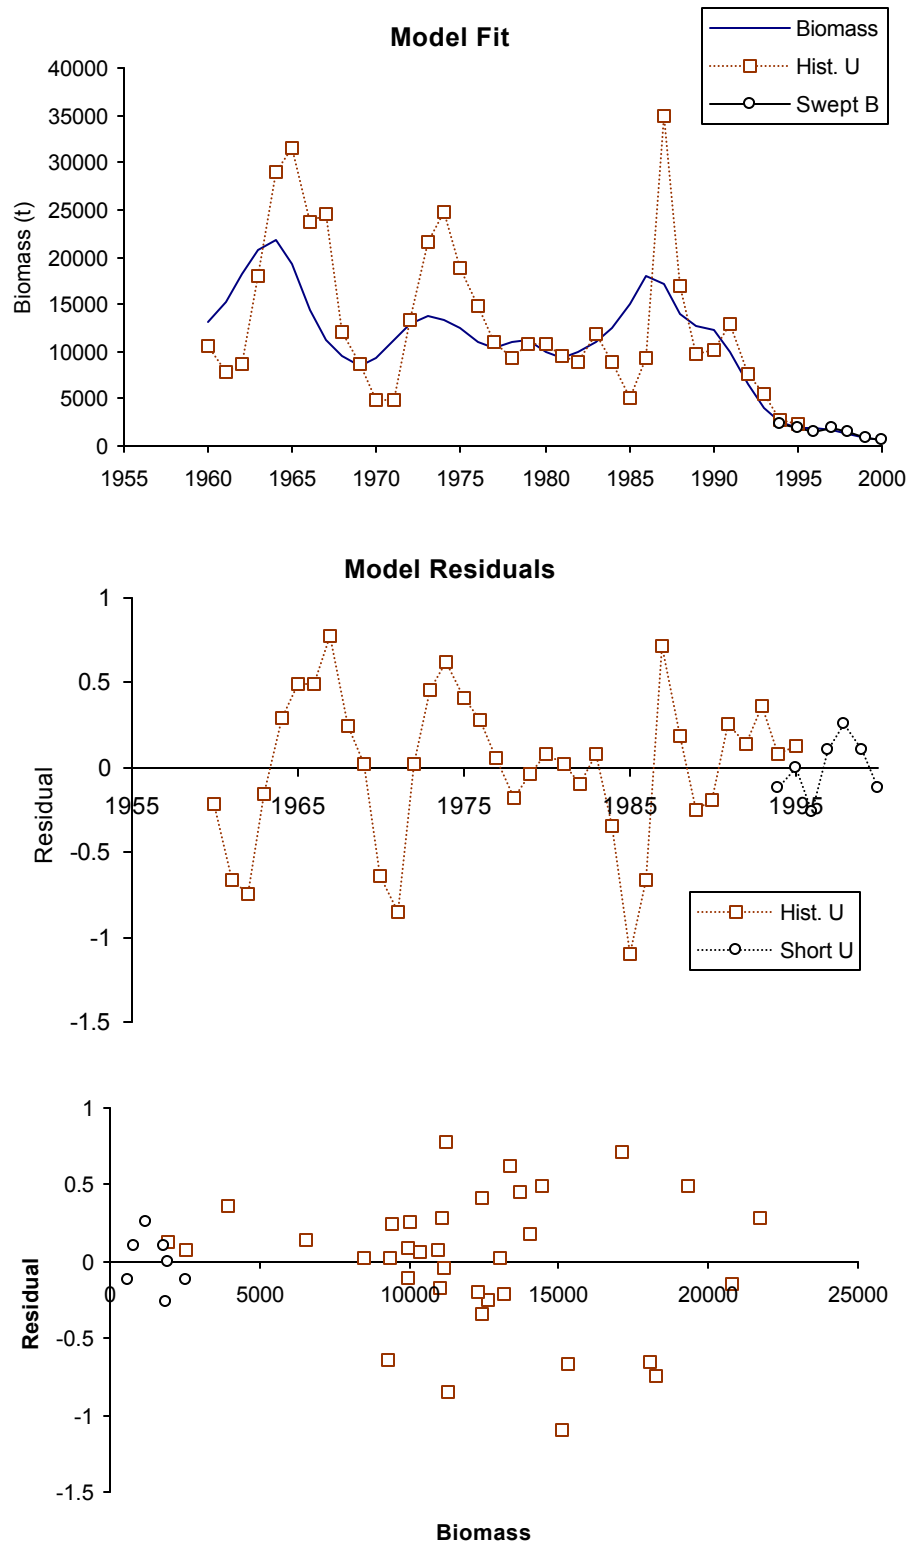 Model Fit
Biomass
Hist. U
Swept B
40000
35000
30000
25000
20000
15000
10000
5000
0
Biomass (t)
1955 1960 1965 1970 1975 1980 1985 1990 1995 2000
Model Residuals
1
0.5
0
-0.5
-1
-1.5
Residual
1955 1965 1975 1985 1995
Hist. U
Short U
1
0.5
0
-0.5
-1
-1.5
Residual
0 5000 10000 15000 20000 25000
Biomass